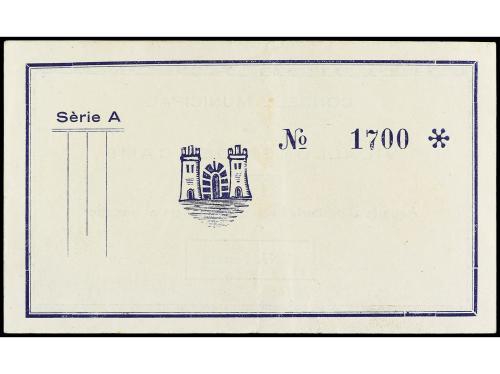 Sèrie A
Nº 1700 *